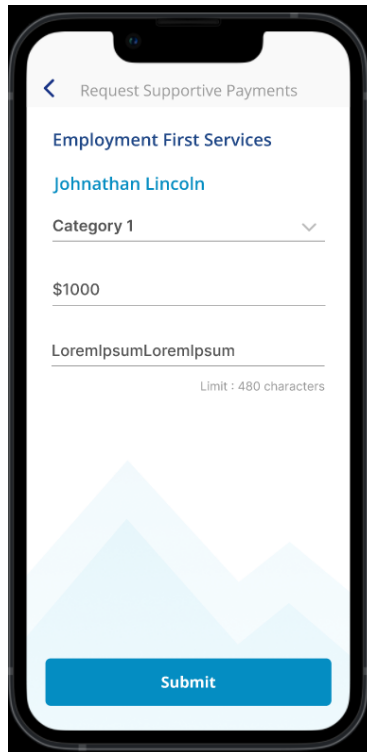 Request Supportive Payments
Employment First Services
Johnathan Lincoln
Category 1
$1000
LoremIpsumLoremIpsum
Limit : 480 characters
Submit